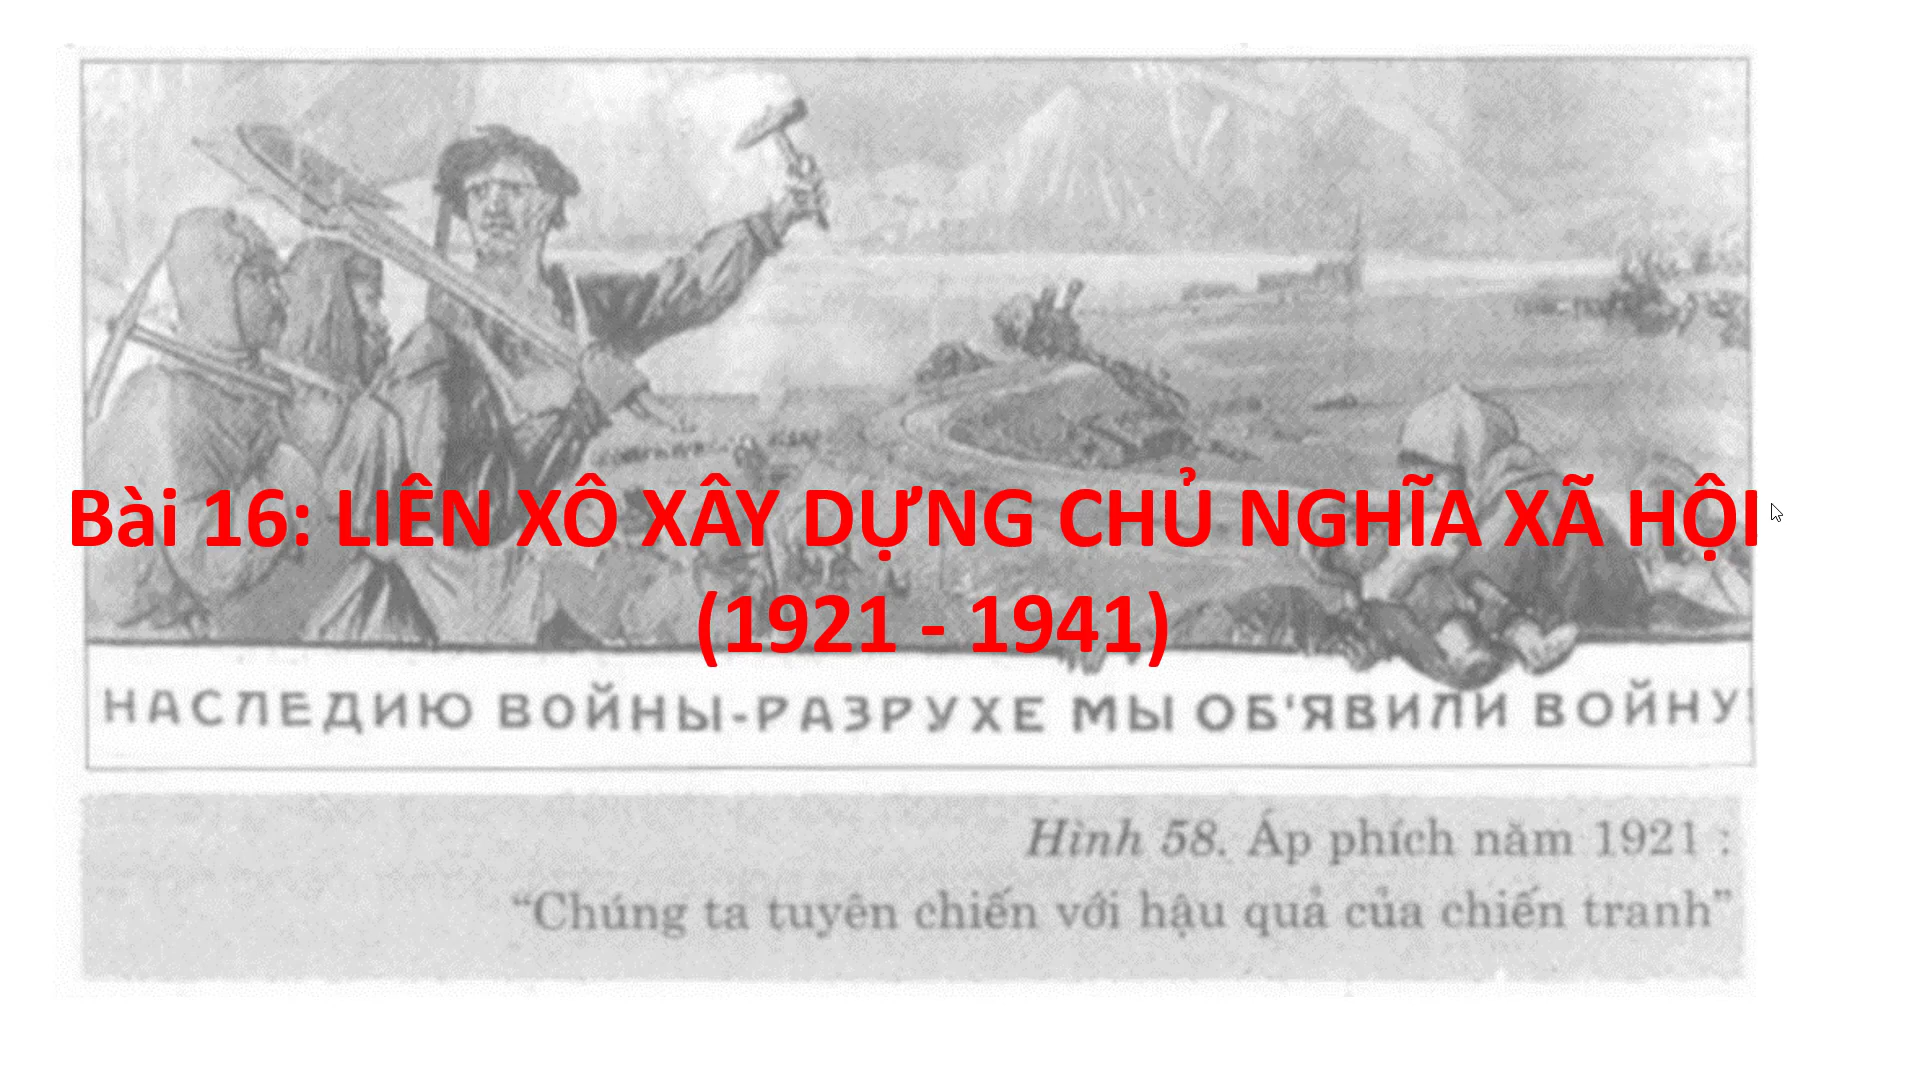 Bài 16: LIÊN XÔ XÂY DỰNG CHỦ NGHĨA XÃ HỘI
(1921 - 1941)
НАСЛЕДИЮ ВОЙНЫ-РАЗРУХЕ МЫ ОБ'ЯВИЛИ ВОЙНУ!
Hình 58. Áp phích năm 1921 :
“Chúng ta tuyên chiến với hậu quả của chiến tranh”